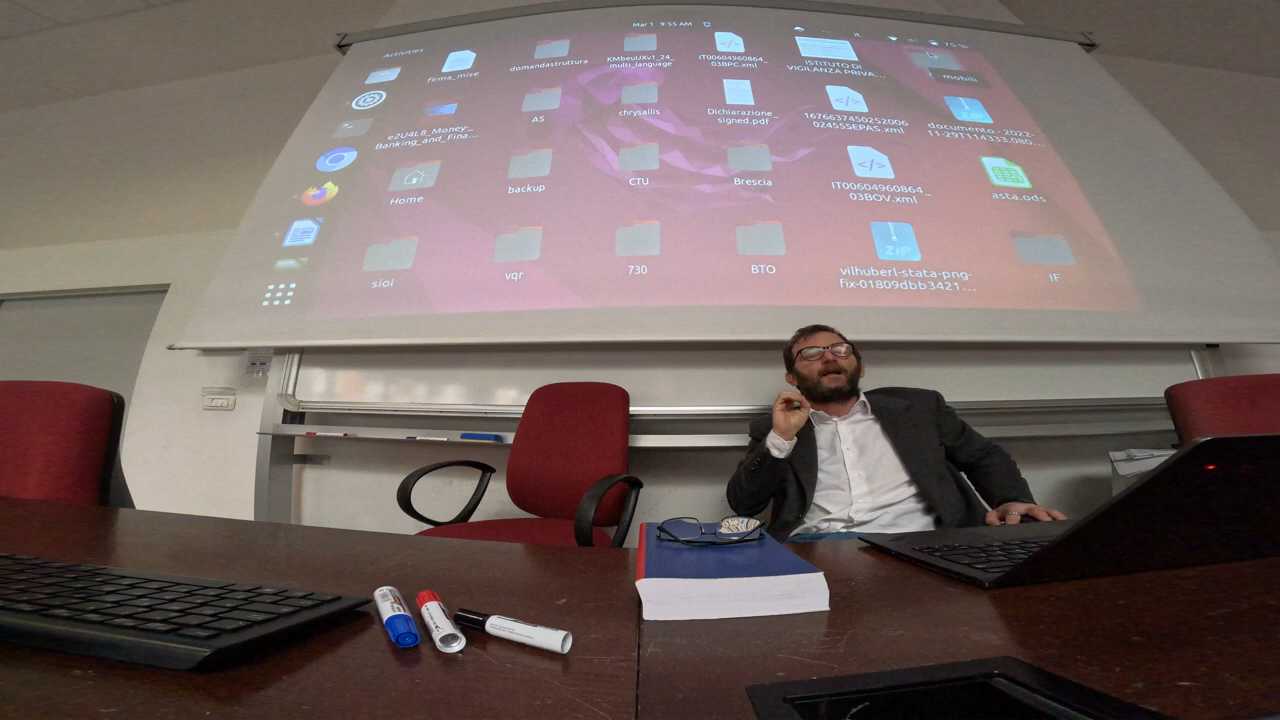 Mar 1 9:55 AM
75%
Activities
firma_mise
domandastruttura
KMbeuUXv1_24_
multi_language
IT00604960864_
03BPC.xml
ISTITUTO DI
VIGILANZA PRIVA...
mobili
e2U4L8_Money_
Banking_and_Fina...
AS
chrysallis
Dichiarazione_
signed.pdf
1676637450252006
02455SEPAS.xml
documento - 2022-
11-29T114333.080...
Home
backup
CTU
Brescia
IT00604960864_
03BOV.xml
asta.ods
sioi
vqr
730
BTO
ZIP
vilhuberl-stata-png-
fix-01809dbb3421...
IF